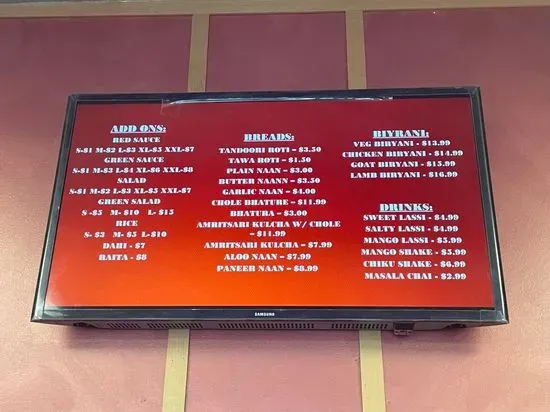 ADD ONS:
RED SAUCE
S-$1 M-$2 L-$3 XL-$5 XXL-$7
GREEN SAUCE
S-$1 M-$3 L-$4 XL-$6 XXL-$8
SALAD
S-$1 M-$2 L-$3 XL-$5 XXL-$7
GREEN SALAD
S -$5 M- $10 L- $15
RICE
S- $3 M- $5 L-$10
DAHI - $7
RAITA - $8
BREADS:
TANDOORI ROTI – $3.50
TAWA ROTI – $1.50
PLAIN NAAN – $3.00
BUTTER NANN – $3.50
GARLIC NAAN – $4.00
CHOLE BHATURE – $11.99
BHATURA – $3.00
AMRITSARI KULCHA W/ CHOLE
– $11.99
AMRITSARI KULCHA – $7.99
ALOO NAAN – $7.99
PANEER NAAN – $8.99
BIYRANI:
VEG BIRYANI - $13.99
CHICKEN BIRYANI - $14.99
GOAT BIRYANI - $15.99
LAMB BIRYANI - $16.99
DRINKS:
SWEET LASSI - $4.99
SALTY LASSI - $4.99
MANGO LASSI - $5.99
MANGO SHAKE - $5.99
CHIKU SHAKE - $6.99
MASALA CHAI - $2.99
SAMSUNG